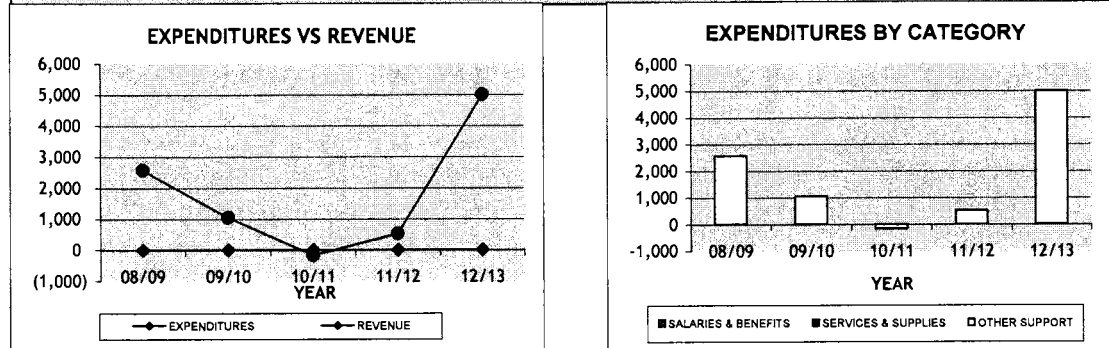 EXPENDITURES VS REVENUE
6,000
5,000
4,000
3,000
2,000
1,000
0
(1,000)
08/09 09/10 10/11 11/12 12/13
YEAR
EXPENDITURES REVENUE
EXPENDITURES BY CATEGORY
6,000
5,000
4,000
3,000
2,000
1,000
0
-1,000
08/09 09/10 10/11 11/12 12/13
YEAR
SALARIES & BENEFITS SERVICES & SUPPLIES OTHER SUPPORT